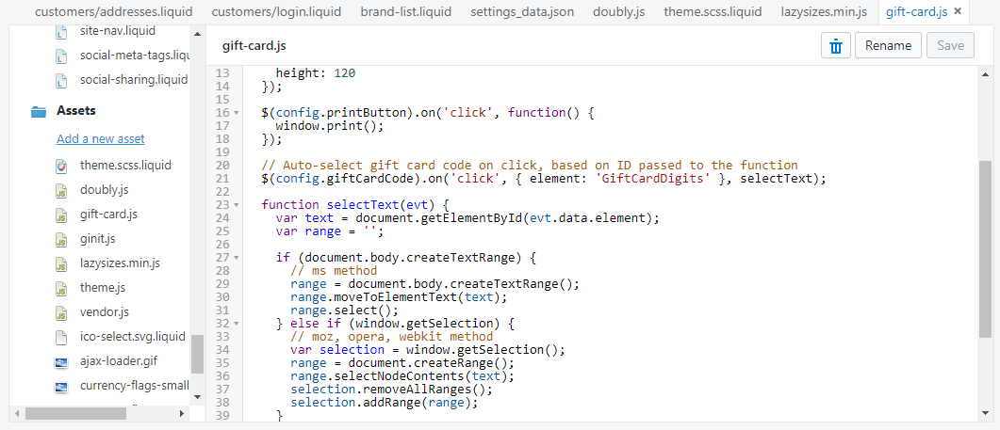 customers/addresses.liquid customers/login.liquid brand-list.liquid settings_data.json doubly.js theme.scss.liquid lazysizes.min.js gift-card.js ×
site-nav.liquid
social-meta-tags.liqu
social-sharing.liquid
Assets
Add a new asset
theme.scss.liquid
doubly.js
gift-card.js
ginit.js
lazysizes.min.js
theme.js
vendor.js
ico-select.svg.liquid
ajax-loader.gif
currency-flags-small
gift-card.js
Rename Save
13 height: 120
14 });
15
16 $(config.printButton).on('click', function() {
17 window.print();
18 });
19
20 // Auto-select gift card code on click, based on ID passed to the function
21 $(config.giftCardCode).on('click', { element: 'GiftCardDigits' }, selectText);
22
23 function selectText(evt) {
24 var text = document.getElementById(evt.data.element);
25 var range = '';
26
27 if (document.body.createTextRange) {
28 // ms method
29 range = document.body.createTextRange();
30 range.moveToElementText(text);
31 range.select();
32 } else if (window.getSelection) {
33 // moz, opera, webkit method
34 var selection = window.getSelection();
35 range = document.createRange();
36 range.selectNodeContents(text);
37 selection.removeAllRanges();
38 selection.addRange(range);
39 }